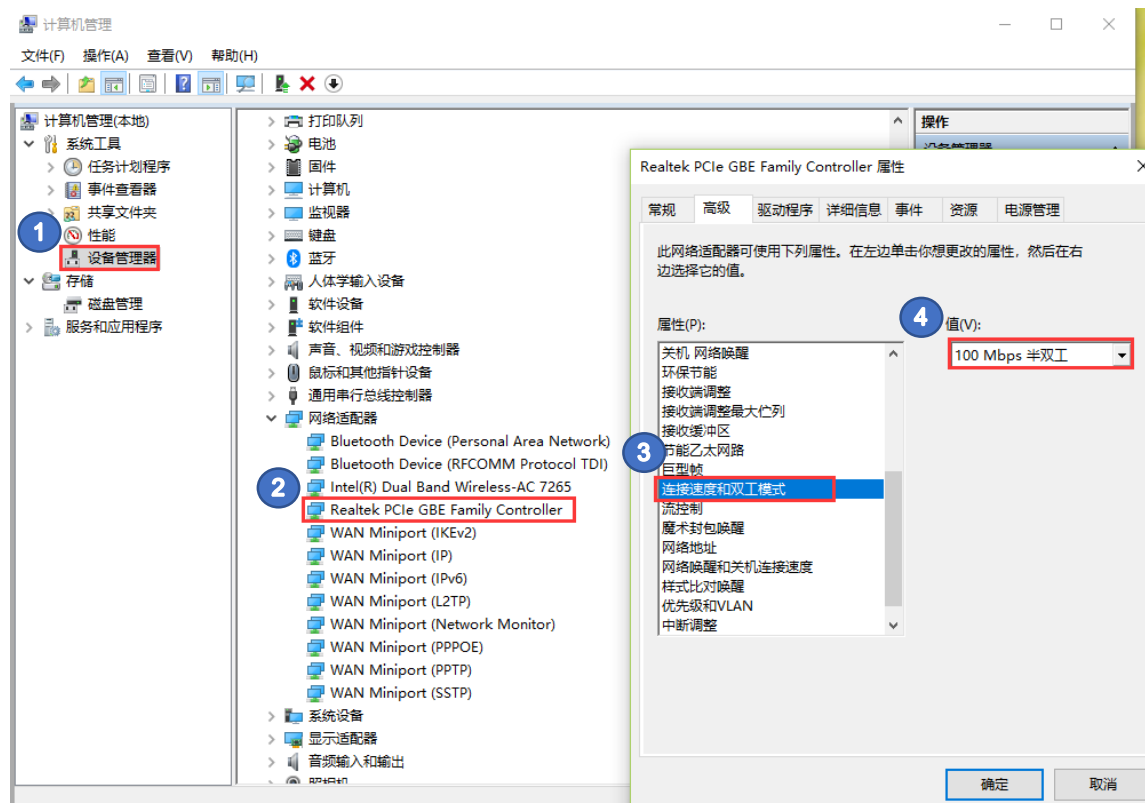 计算机管理
文件(F) 操作(A) 查看(V) 帮助(H)
计算机管理(本地)
系统工具
任务计划程序
事件查看器
共享文件夹
1
性能
设备管理器
存储
磁盘管理
服务和应用程序
打印队列
电池
固件
计算机
监视器
键盘
蓝牙
人体学输入设备
软件设备
软件组件
声音、视频和游戏控制器
鼠标和其他指针设备
通用串行总线控制器
网络适配器
Bluetooth Device (Personal Area Network)
Bluetooth Device (RFCOMM Protocol TDI)
2
Intel(R) Dual Band Wireless-AC 7265
Realtek PCIe GBE Family Controller
WAN Miniport (IKEv2)
WAN Miniport (IP)
WAN Miniport (IPv6)
WAN Miniport (L2TP)
WAN Miniport (Network Monitor)
WAN Miniport (PPPOE)
WAN Miniport (PPTP)
WAN Miniport (SSTP)
系统设备
显示适配器
音频输入和输出
照相机
操作
设备管理器
Realtek PCIe GBE Family Controller 属性
常规 高级 驱动程序 详细信息 事件 资源 电源管理
此网络适配器可使用下列属性。在左边单击你想更改的属性，然后在右
边选择它的值。
属性(P):
关机 网络唤醒
环保节能
接收端调整
接收端调整最大伫列
接收缓冲区
3
节能乙太网路
巨型帧
连接速度和双工模式
流控制
魔术封包唤醒
网络地址
网络唤醒和关机连接速度
样式比对唤醒
优先级和VLAN
中断调整
4
值(V):
100 Mbps 半双工
确定 取消